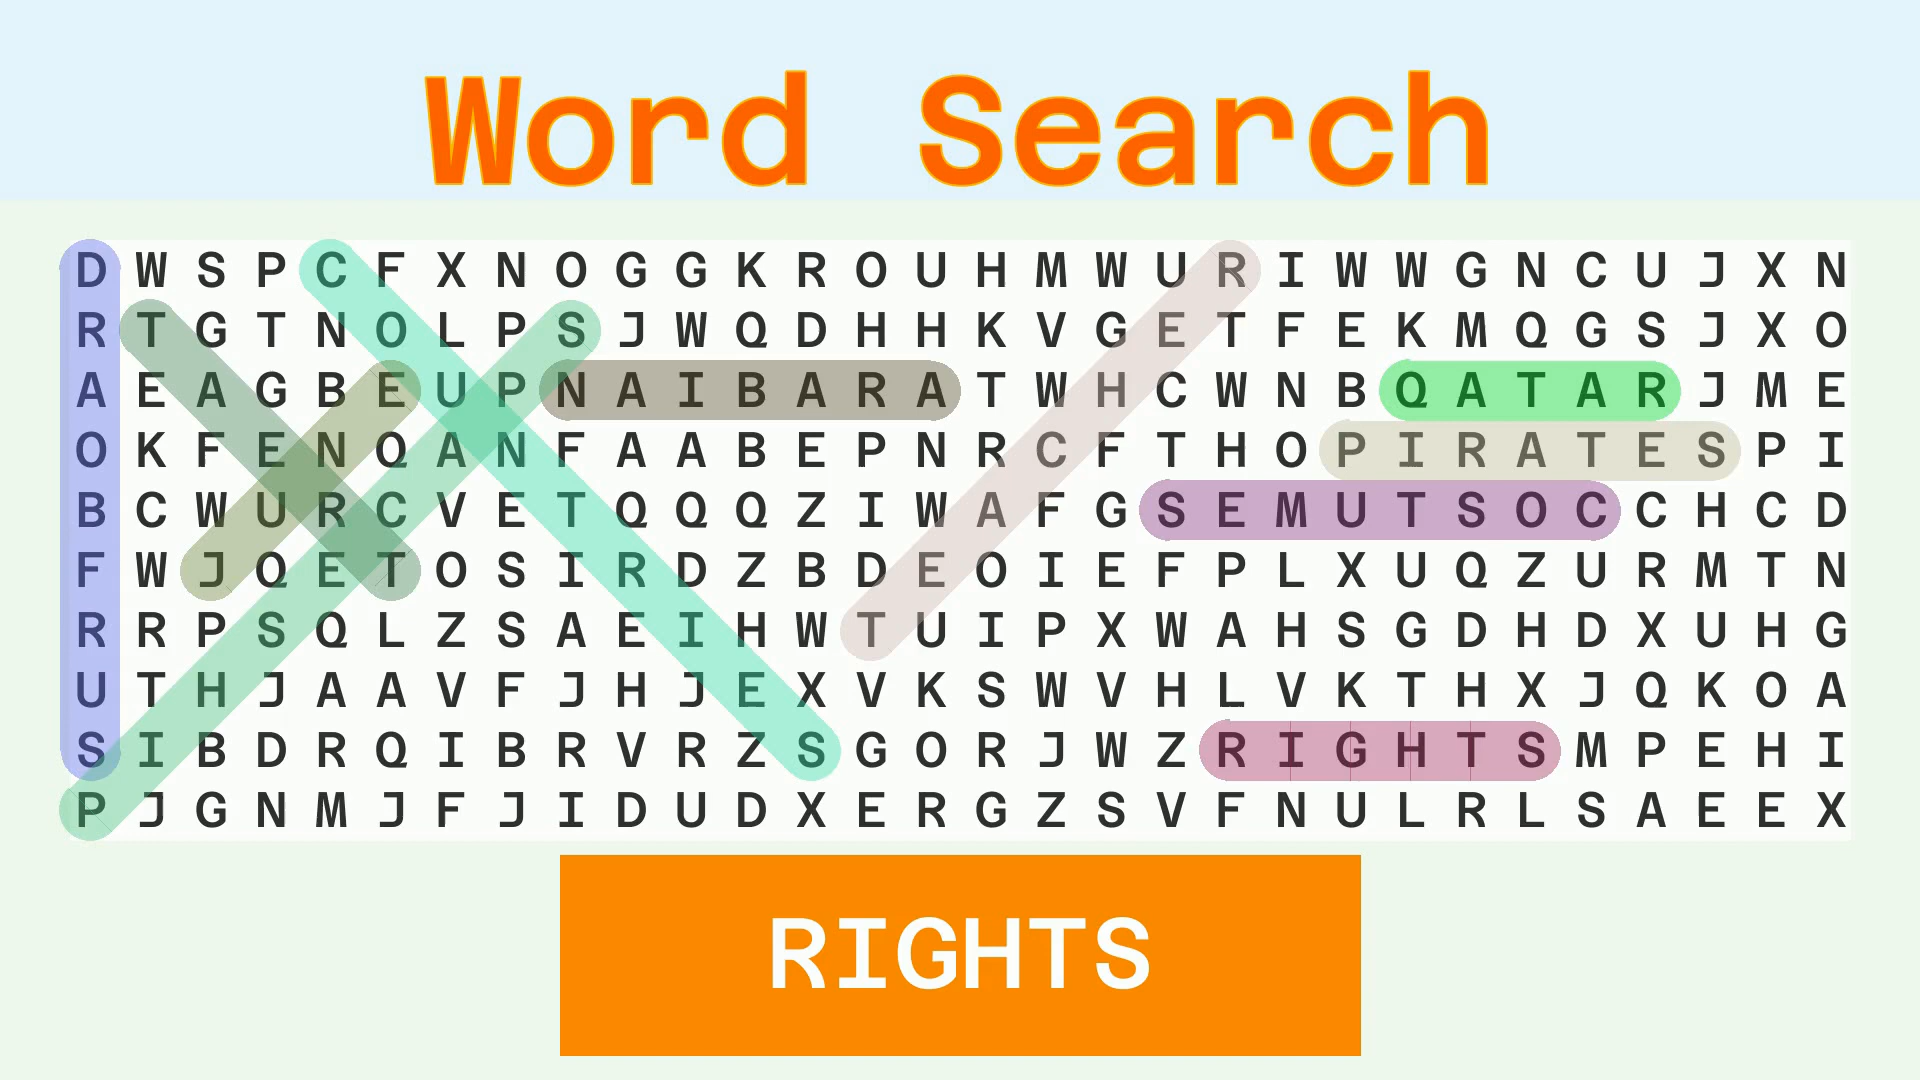 Word Search
D W S P C F X N O G G K R O U H M W U R I W W G N C U J X N
R T G T N O L P S J W Q D H H K V G E T F E K M Q G S J X O
A E A G B E U P N A I B A R A T W H C W N B Q A T A R J M E
O K F E N Q A N F A A B E P N R C F T H O P I R A T E S P I
B C W U R C V E T Q Q Q Z I W A F G S E M U T S O C C H C D
F W J Q E T O S I R D Z B D E O I E F P L X U Q Z U R M T N
R R P S Q L Z S A E I H W T U I P X W A H S G D H D X U H G
U T H J A A V F J H J E X V K S W V H L V K T H X J Q K O A
S I B D R Q I B R V R Z S G O R J W Z R I G H T S M P E H I
P J G N M J F J I D U D X E R G Z S V F N U L R L S A E E X
RIGHTS